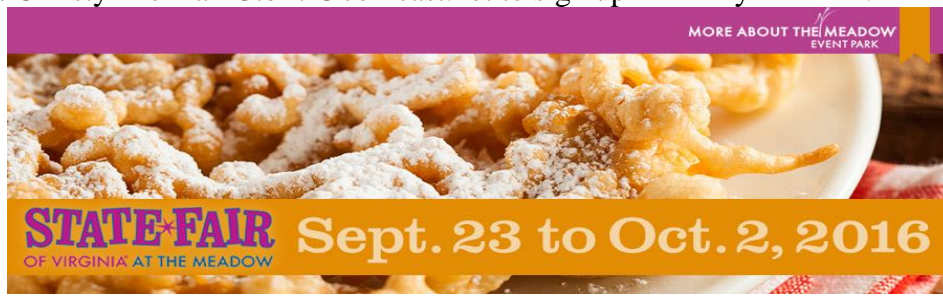 MORE ABOUT THE MEADOW
EVENT PARK
STATE FAIR
OF VIRGINIA AT THE MEADOW
Sept. 23 to Oct. 2, 2016